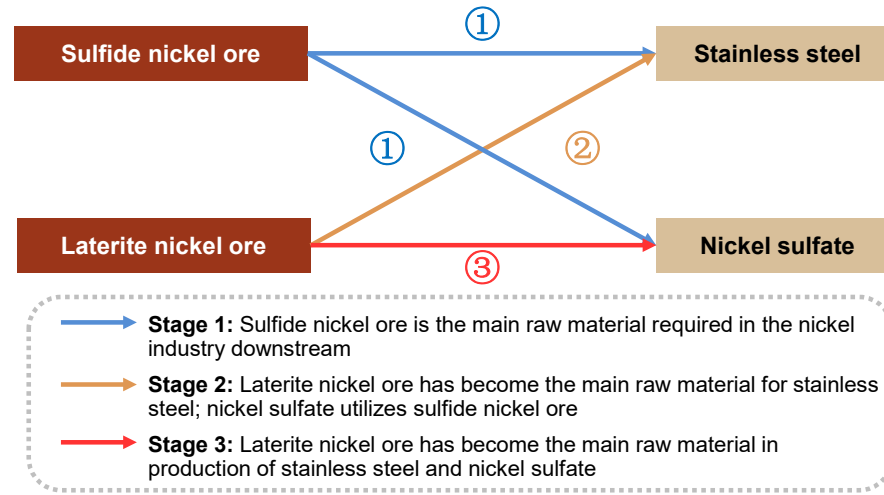 ①
Sulfide nickel ore
Stainless steel
①
②
Laterite nickel ore
Nickel sulfate
③
Stage 1: Sulfide nickel ore is the main raw material required in the nickel
industry downstream
Stage 2: Laterite nickel ore has become the main raw material for stainless
steel; nickel sulfate utilizes sulfide nickel ore
Stage 3: Laterite nickel ore has become the main raw material in
production of stainless steel and nickel sulfate